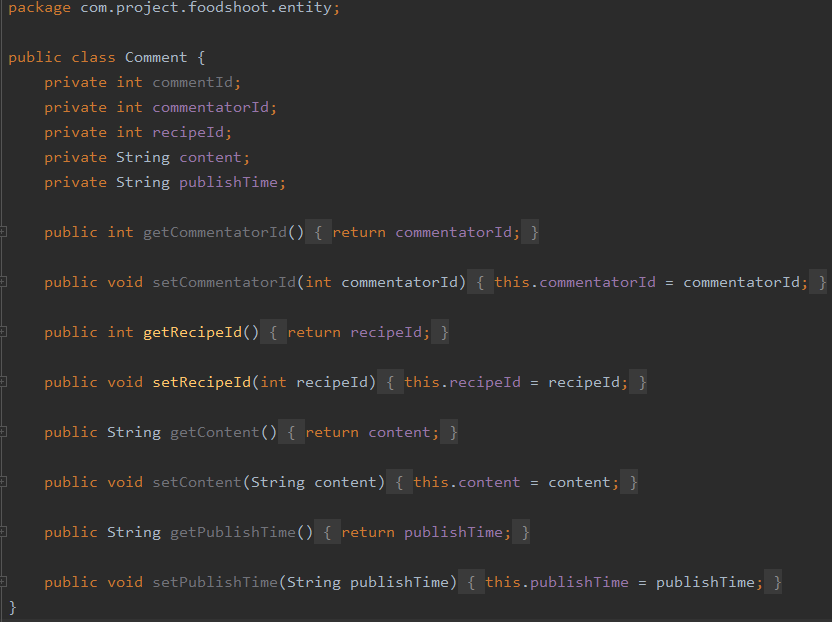 package com.project.foodshoot.entity;
public class Comment {
private int commentId;
private int commentatorId;
private int recipeId;
private String content;
private String publishTime;
public int getCommentatorId() { return commentatorId; }
public void setCommentatorId(int commentatorId) { this.commentatorId = commentatorId; }
public int getRecipeId() { return recipeId; }
public void setRecipeId(int recipeId) { this.recipeId = recipeId; }
public String getContent() { return content; }
public void setContent(String content) { this.content = content; }
public String getPublishTime() { return publishTime; }
public void setPublishTime(String publishTime) { this.publishTime = publishTime; }
}